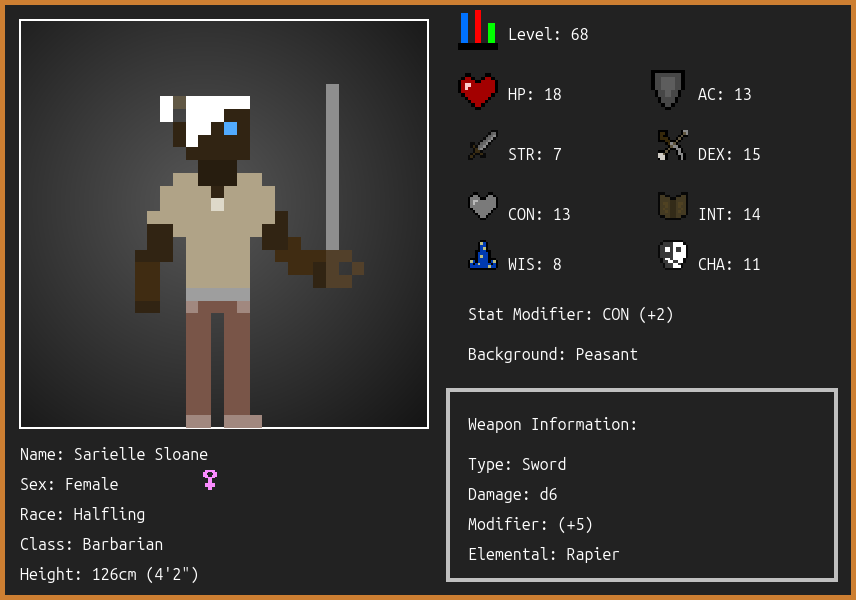 Level: 68
HP: 18
AC: 13
STR: 7
DEX: 15
CON: 13
INT: 14
WIS: 8
CHA: 11
Stat Modifier: CON (+2)
Background: Peasant
Weapon Information:
Type: Sword
Damage: d6
Modifier: (+5)
Elemental: Rapier
Name: Sarielle Sloane
Sex: Female
Race: Halfling
Class: Barbarian
Height: 126cm (4'2")